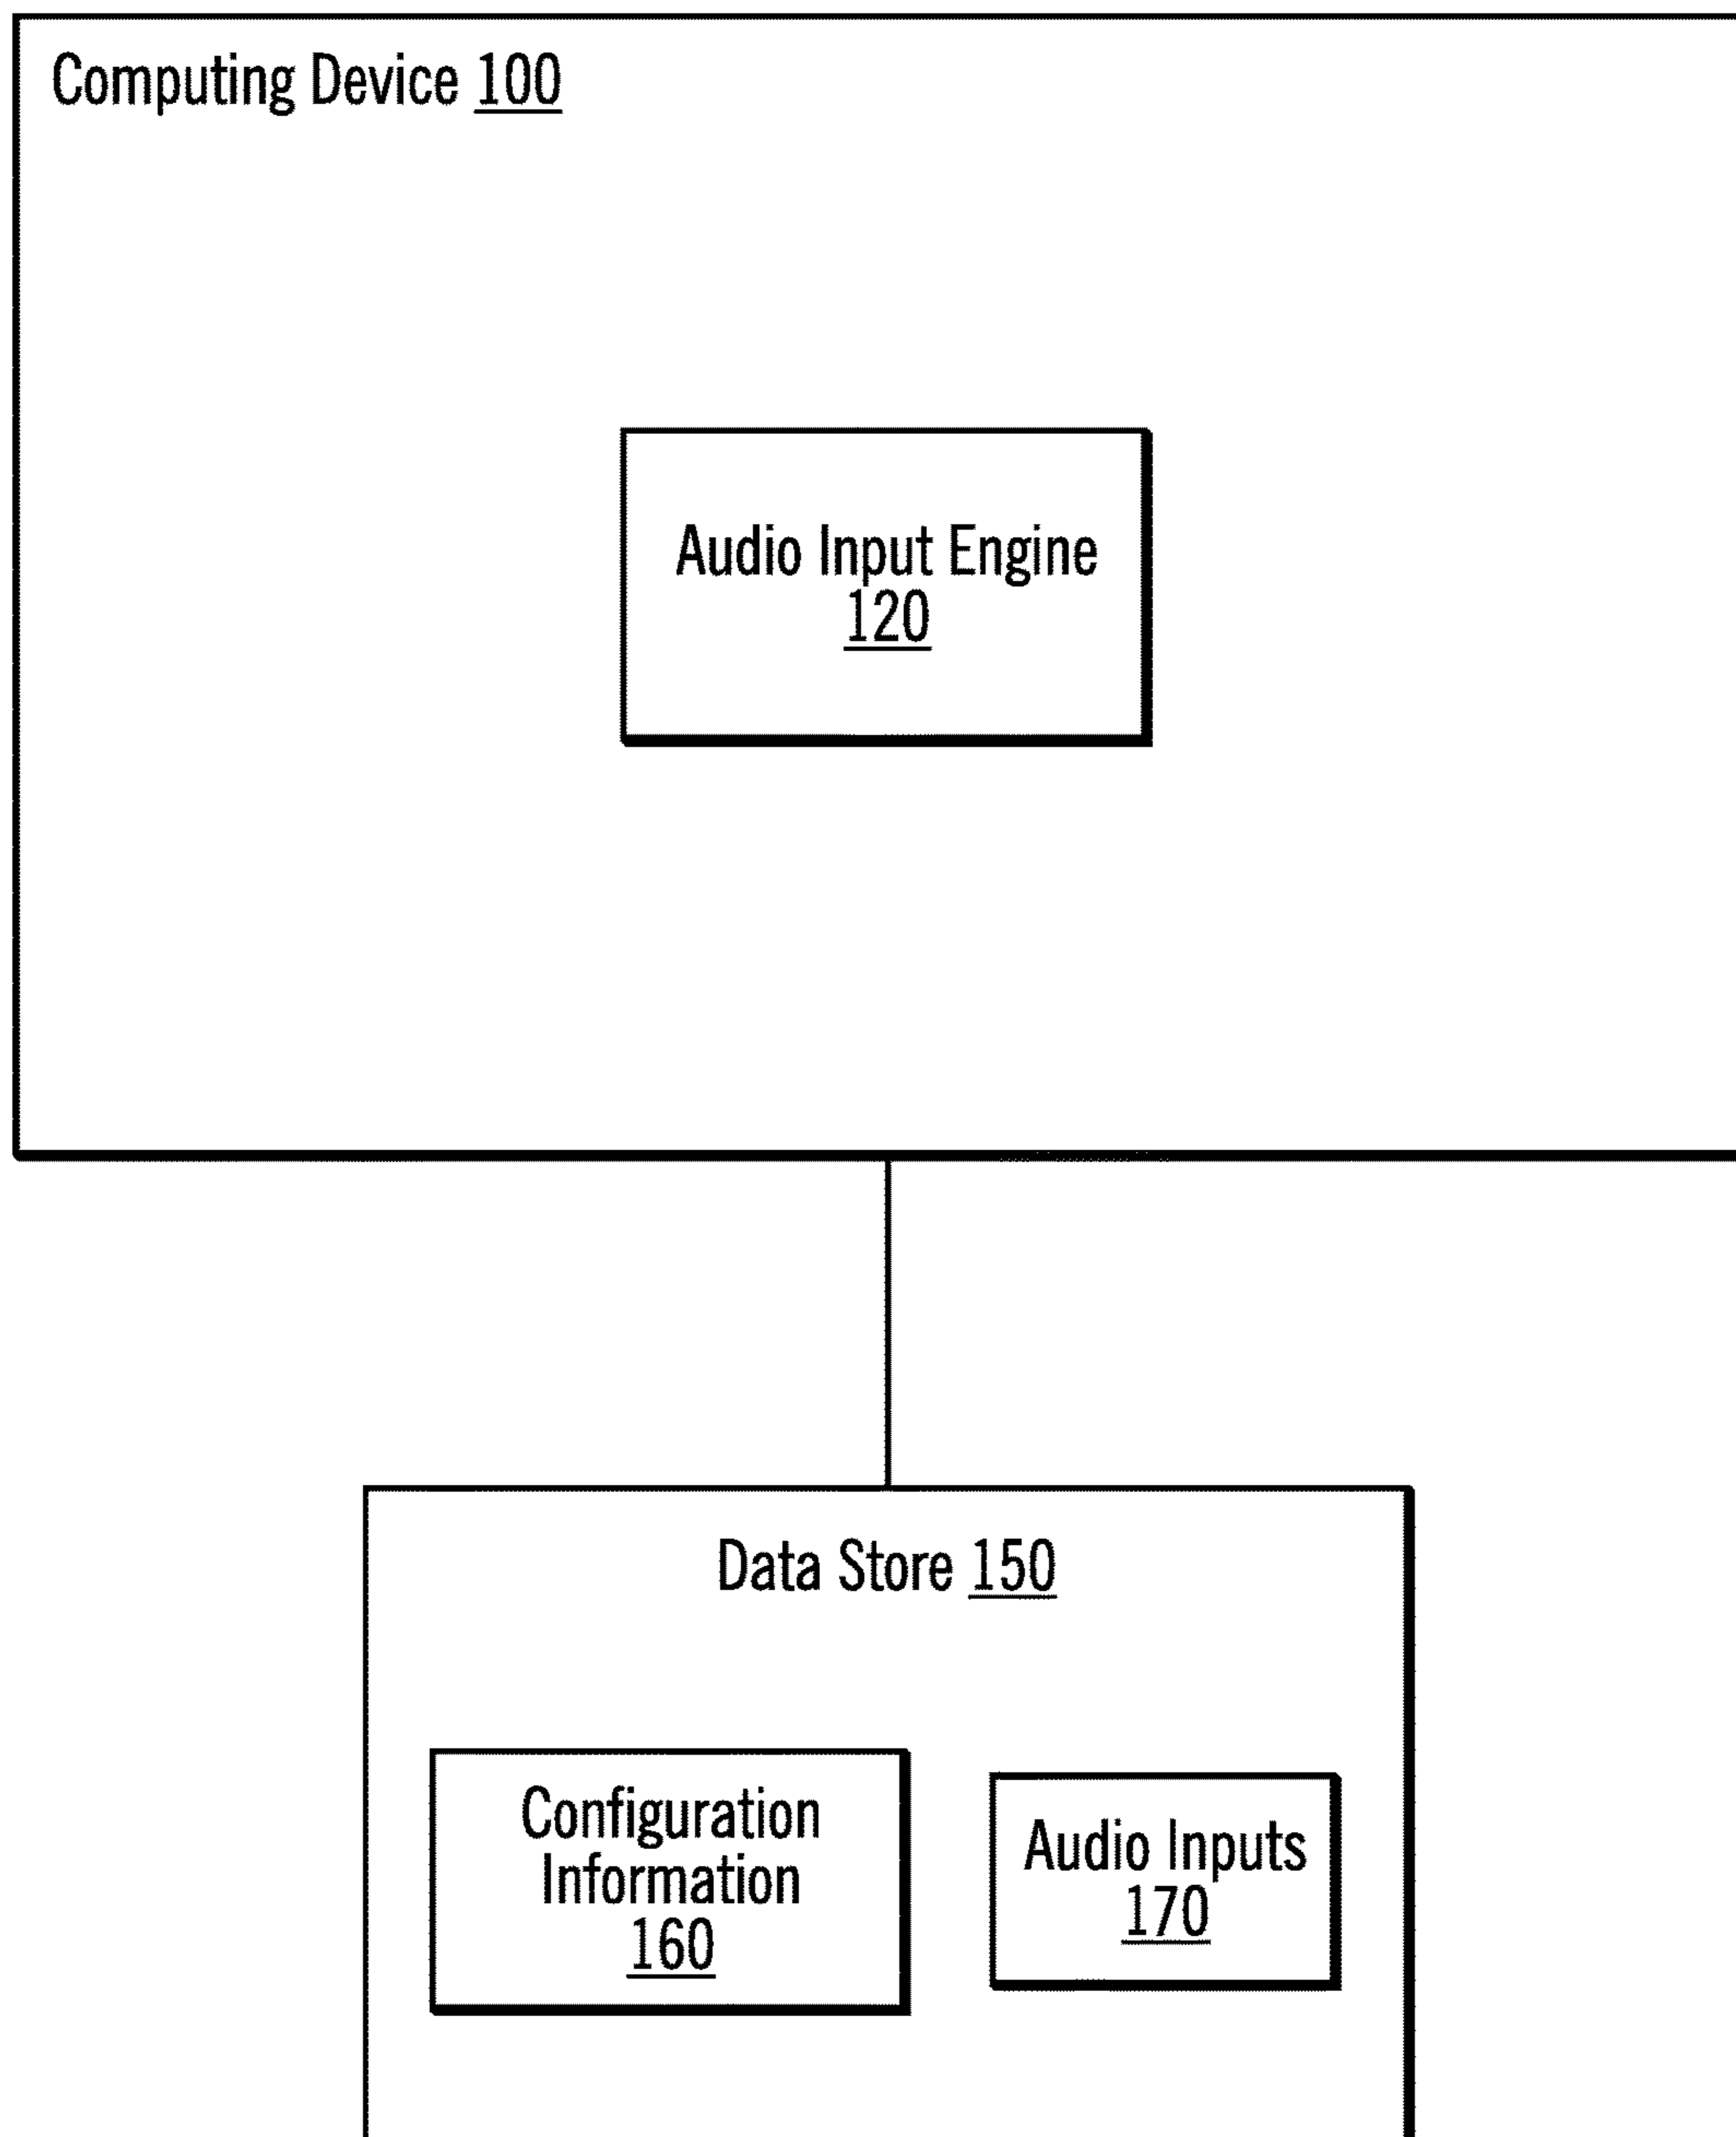 Computing Device 100
Audio Input Engine
120
Data Store 150
Configuration
Information
160
Audio Inputs
170